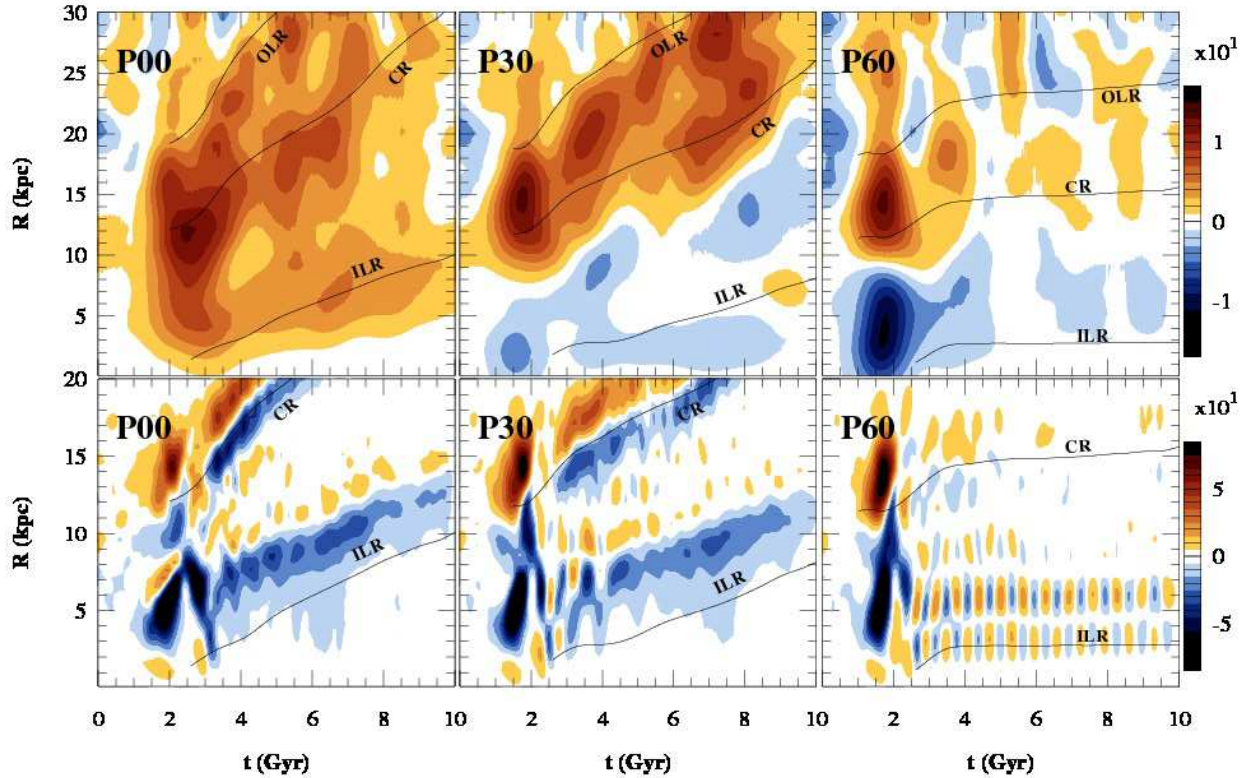 30
25
20
15
10
5
R (kpc)
P00
OLR
CR
ILR
P30
OLR
CR
ILR
P60
OLR
CR
ILR
x10¹
1
0
-1
20
15
10
5
R (kpc)
P00
CR
ILR
P30
CR
ILR
P60
CR
ILR
x10¹
5
0
-5
0 2 4 6 8 10 2 4 6 8 10 2 4 6 8 10
t (Gyr) t (Gyr) t (Gyr)